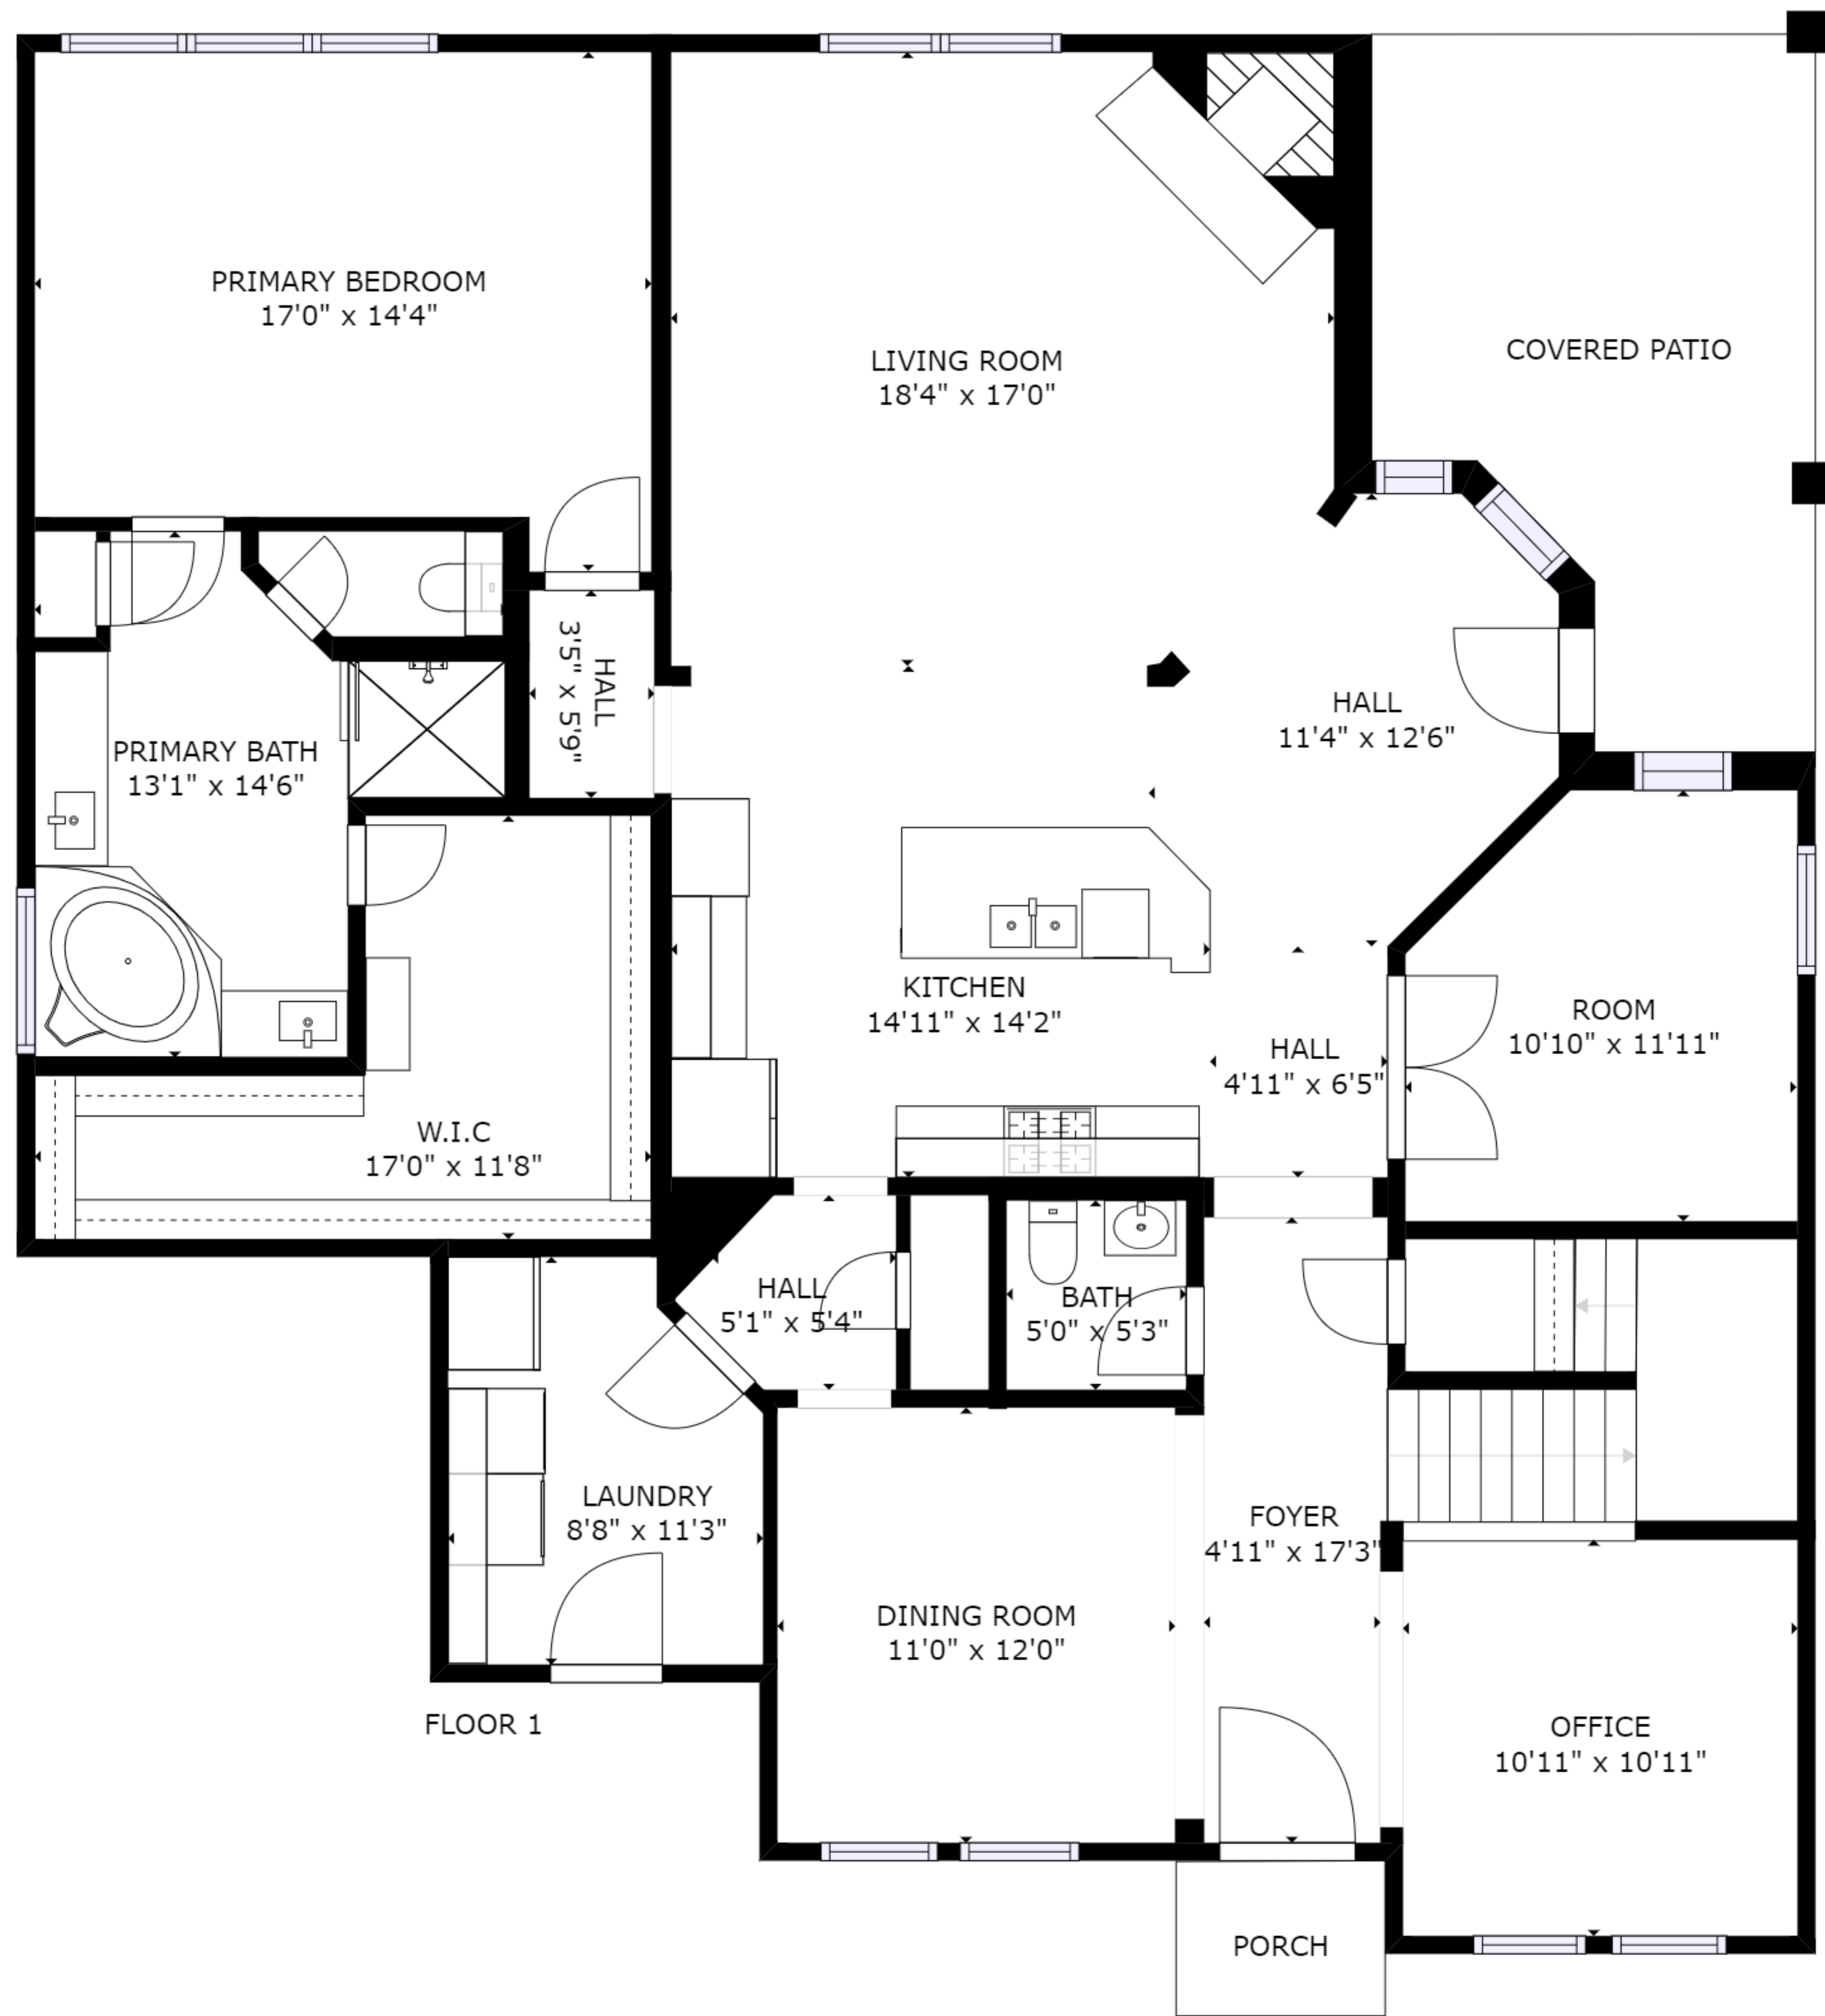 PRIMARY BEDROOM
17'0" x 14'4"
LIVING ROOM
18'4" x 17'0"
COVERED PATIO
HALL
3'5" x 5'9"
HALL
11'4" x 12'6"
PRIMARY BATH
13'1" x 14'6"
KITCHEN
14'11" x 14'2"
ROOM
10'10" x 11'11"
HALL
4'11" x 6'5"
W.I.C
17'0" x 11'8"
HALL
5'1" x 5'4"
BATH
5'0" x 5'3"
LAUNDRY
8'8" x 11'3"
FOYER
4'11" x 17'3"
DINING ROOM
11'0" x 12'0"
FLOOR 1
OFFICE
10'11" x 10'11"
PORCH